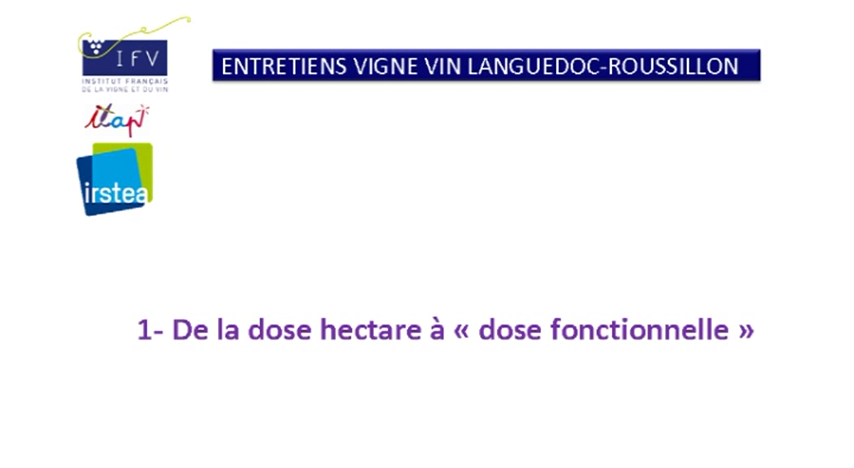 IFV
INSTITUT FRANÇAIS
DE LA VIGNE ET DU VIN
itap
irstea
ENTRETIENS VIGNE VIN LANGUEDOC-ROUSSILLON
1- De la dose hectare à « dose fonctionnelle »